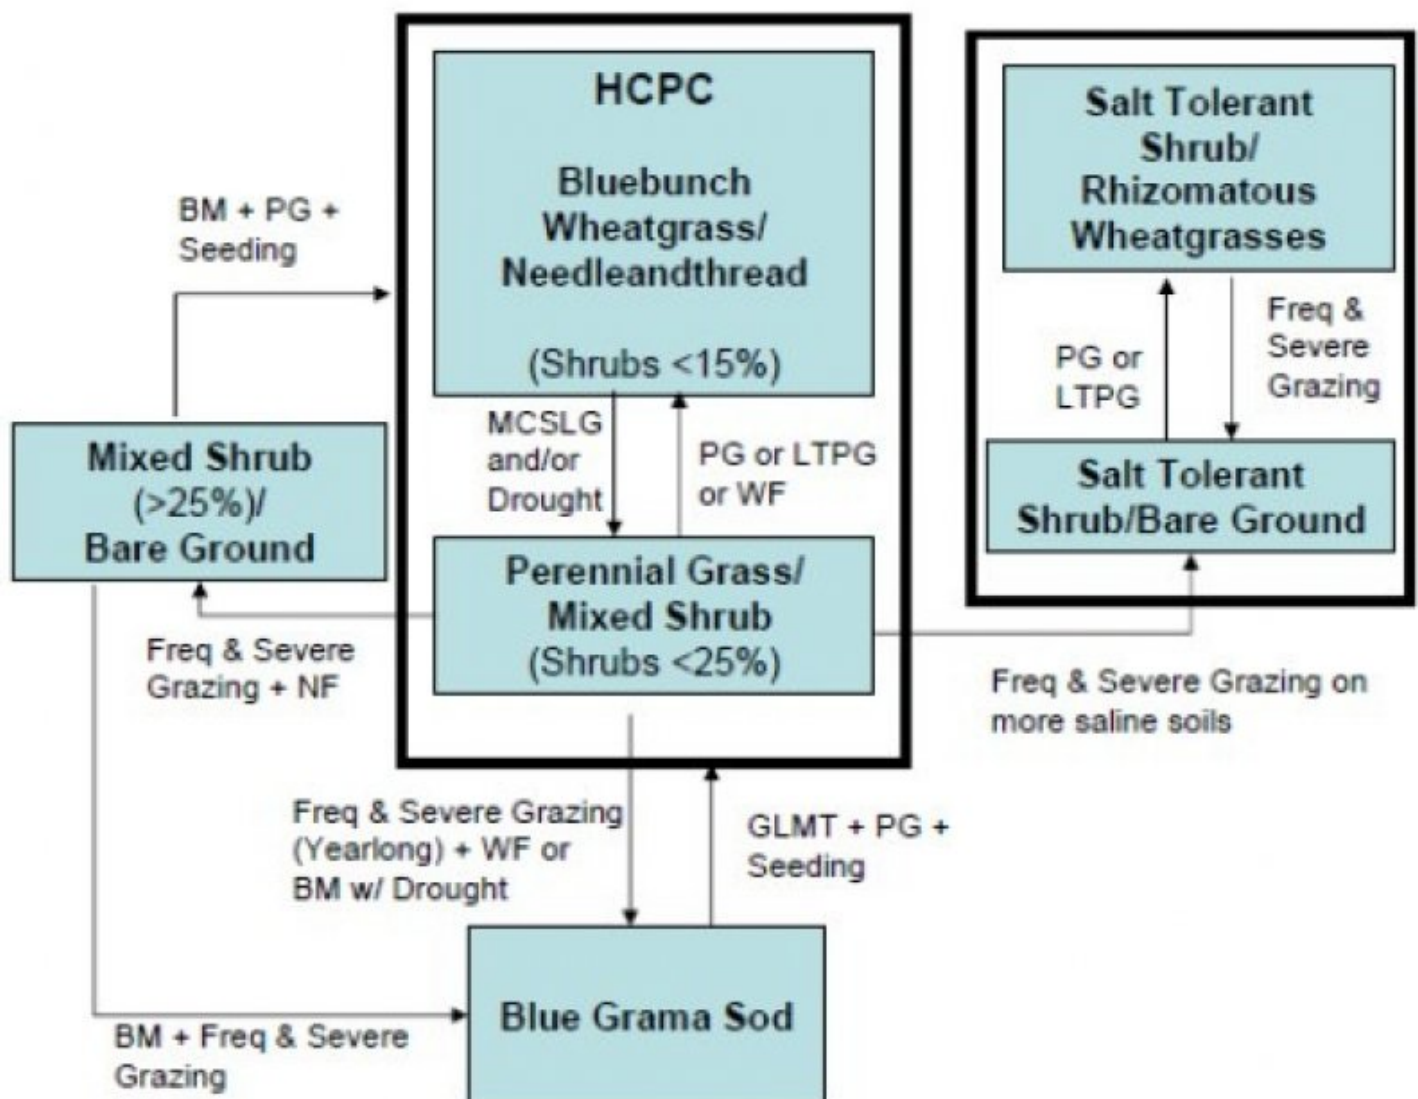 HCPC
Bluebunch
Wheatgrass/
Needleandthread
(Shrubs <15%)
Salt Tolerant
Shrub/
Rhizomatous
Wheatgrasses
BM + PG +
Seeding
Freq &
Severe
Grazing
PG or
LTPG
MCSLG
and/or
Drought
PG or LTPG
or WF
Mixed Shrub
(>25%)/
Bare Ground
Salt Tolerant
Shrub/Bare Ground
Perennial Grass/
Mixed Shrub
(Shrubs <25%)
Freq & Severe
Grazing + NF
Freq & Severe Grazing on
more saline soils
Freq & Severe Grazing
(Yearlong) + WF or
BM w/ Drought
GLMT + PG +
Seeding
Blue Grama Sod
BM + Freq & Severe
Grazing